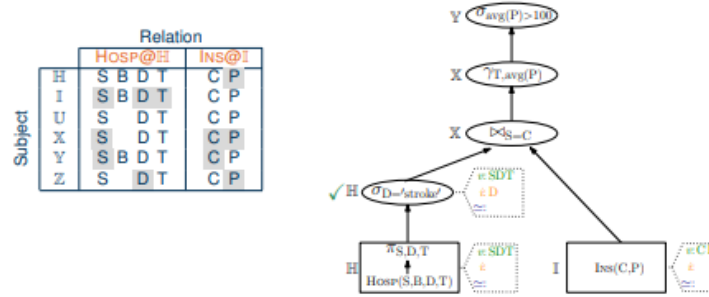 Relation
HOSP@ℍ INS@𝕀
Subject
ℍ S B D T C P
𝕀 S B D T C P
𝕌 S D T C P
𝕏 S D T C P
𝕐 S B D T C P
ℤ S D T C P
𝕐 σavg(P)>100
𝕏 γT,avg(P)
𝕏 ⋈S=C
✓ℍ σD='stroke'
v: SDT
ė: D
≃:
ℍ πS,D,T
HOSP(S,B,D,T)
v: SDT
ė:
≃:
𝕀 INS(C,P)
v: C
ė:
≃: